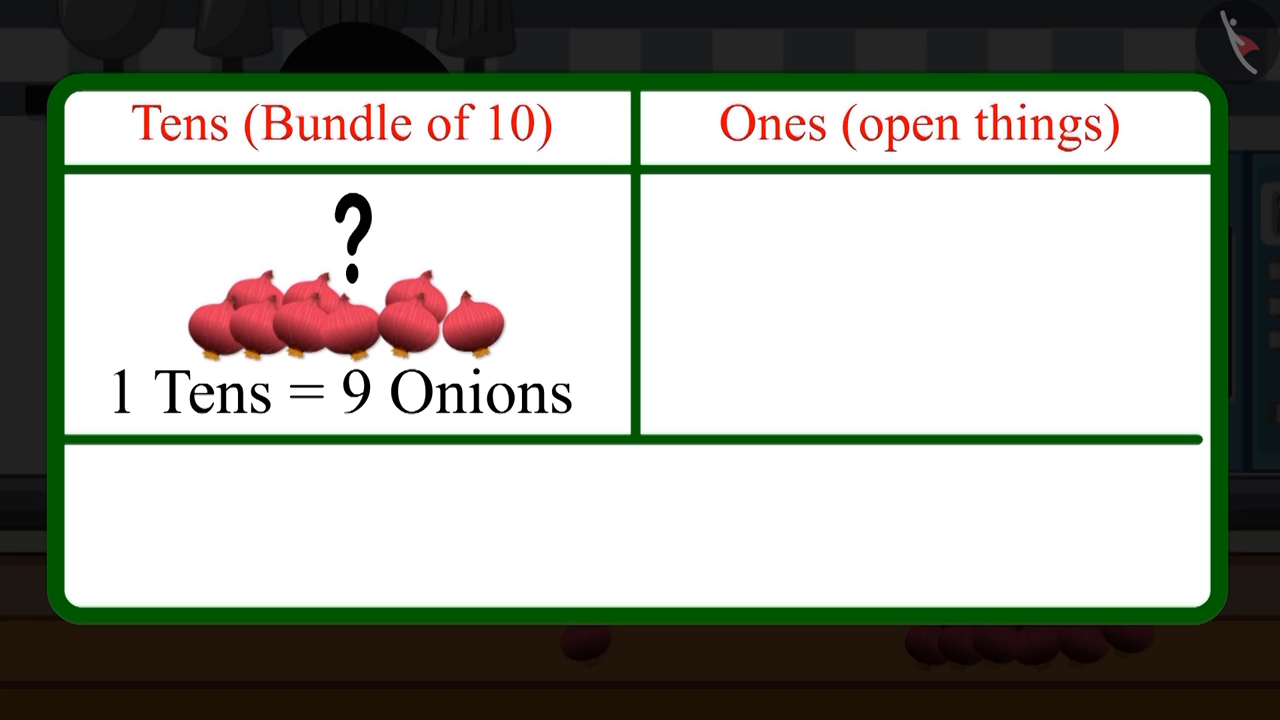 Tens (Bundle of 10)
Ones (open things)
?
1 Tens = 9 Onions